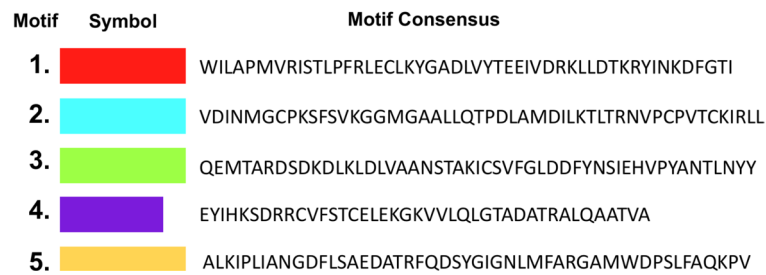 Motif Symbol Motif Consensus
1. WILAPMVRISTLPFRLECLKYGADLVYTEEIVDRKLLDTKRYINKDFGTI
2. VDINMGCPKSFSVKGGMGAALLQTPDLAMDILKTLTRNVPCPVTCKIRLL
3. QEMTARDSDKDLKLDLVAANSTAKICSVFGLDDFYNSIEHVPYANTLNYY
4. EYIHKSDRRCVFSTCELEKGKVVLQLGTADATRALQAATVA
5. ALKIPLIANGDFLSAEDATRFQDSYGIGNLMFARGAMWDPSLFAQKPV